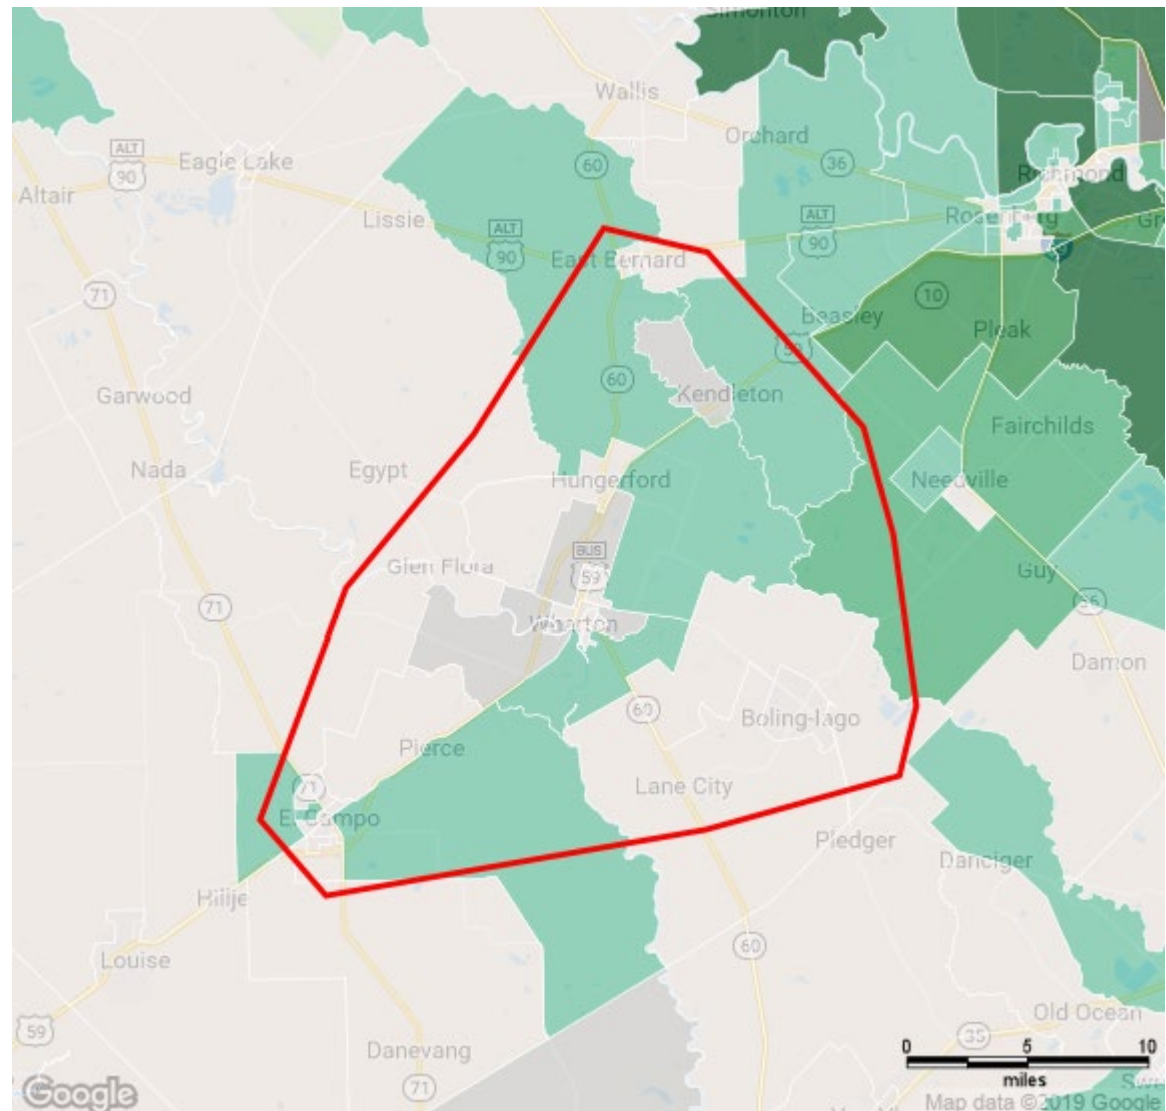 Simonton
Wallis
Orchard
ALT
90
Eagle Lake
60
36
Richmond
Altair
Lissie
ALT
90
ALT
90
Rosenberg
Gr
East Bernard
71
10
Beasley
Pleak
59
Garwood
60
Kendleton
Fairchilds
Nada
Egypt
Hungerford
Needville
BUS
59
Glen Flora
Guy
71
36
Wharton
Damon
60
Boling-Iago
Pierce
Lane City
71
El Campo
Pledger
Danciger
Hillje
60
Louise
Old Ocean
59
35
Danevang
0 5 10
miles
71
Swe
Google
Map data ©2019 Google